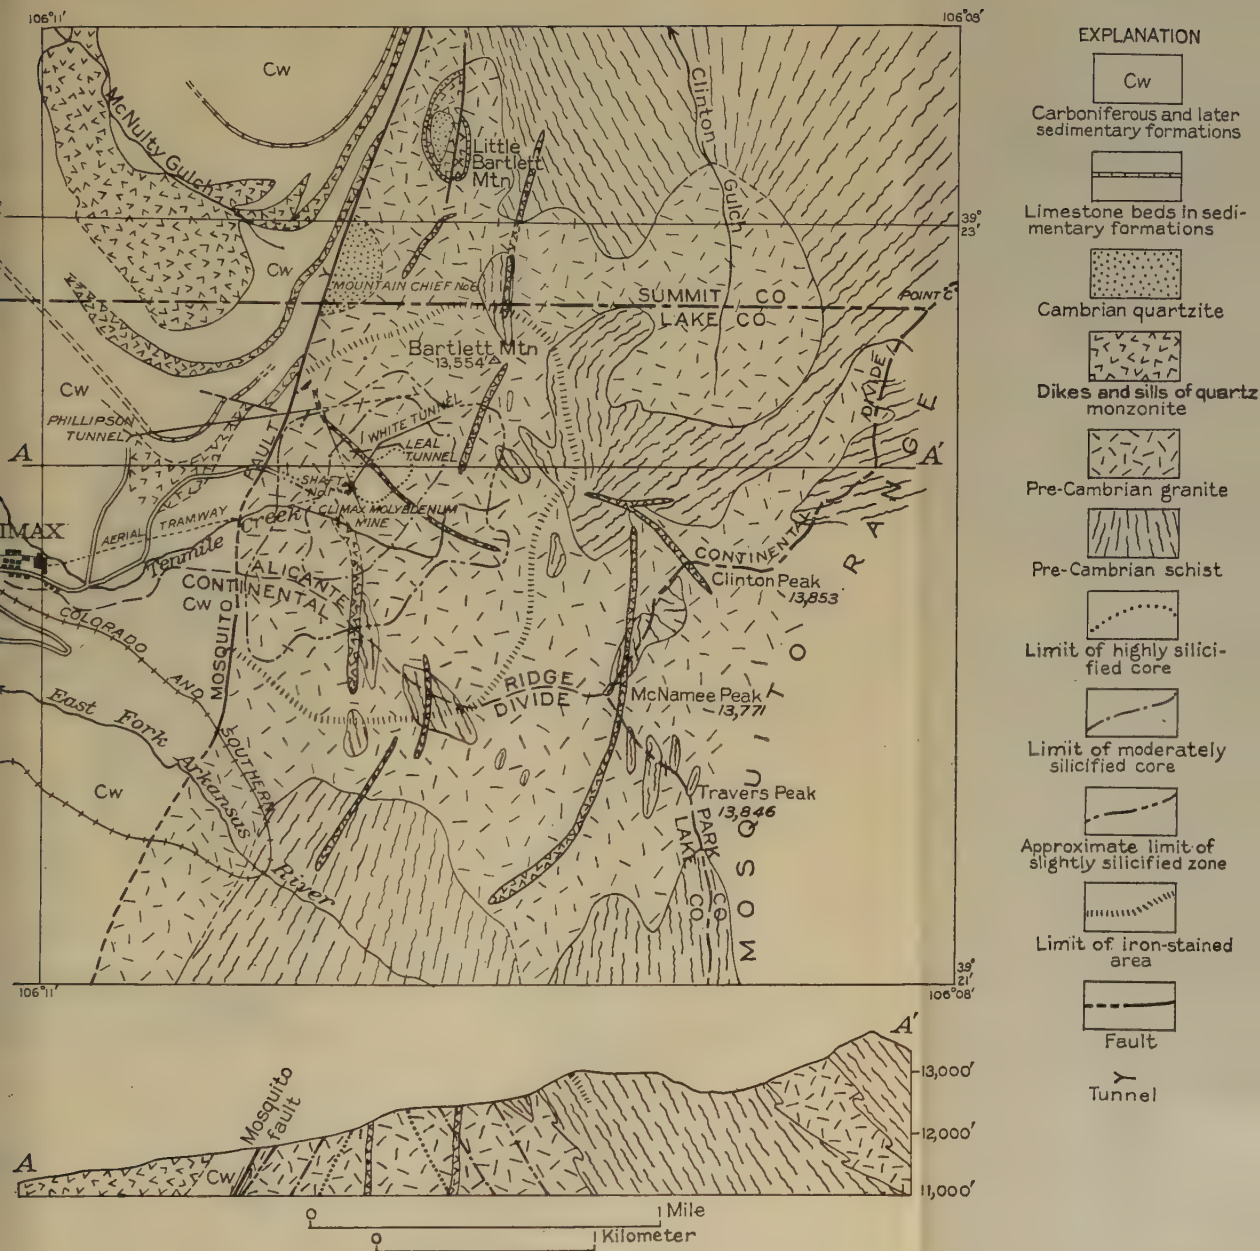 106°11'
106°08'
Cw
McNulty Gulch
Clinton
Gulch
Little
Bartlett
Mtn
39°
23'
Cw
MOUNTAIN CHIEF No6
SUMMIT CO
LAKE CO
POINT C
Bartlett Mtn
13,554'
Cw
PHILLIPSON
TUNNEL
WHITE TUNNEL
LEAL
TUNNEL
DIVIDE
A
A'
FAULT
SHAFT
No.1
CLIMAX MOLYBDENUM
MINE
IMAX
AERIAL TRAMWAY
Tenmile Creek
ALICANTE
CONTINENTAL
Cw
CONTINENTAL
Clinton Peak
13,853
COLORADO AND
SOUTHERN
MOSQUITO
RIDGE
DIVIDE
McNamee Peak
13,771
East Fork Arkansas River
Cw
Travers Peak
13,846
PARK CO
LAKE CO
MOSQUITO RANGE
39°
21'
106°11'
106°08'
EXPLANATION
Cw
Carboniferous and later
sedimentary formations
Limestone beds in sedi-
mentary formations
Cambrian quartzite
Dikes and sills of quartz
monzonite
Pre-Cambrian granite
Pre-Cambrian schist
Limit of highly silici-
fied core
Limit of moderately
silicified core
Approximate limit of
slightly silicified zone
Limit of iron-stained
area
Fault
Tunnel
A
A'
Mosquito
fault
Cw
13,000'
12,000'
11,000'
0 1 Mile
0 1 Kilometer